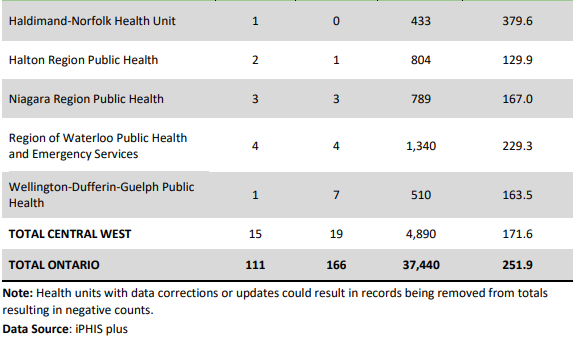 Haldimand-Norfolk Health Unit 1 0 433 379.6
Halton Region Public Health 2 1 804 129.9
Niagara Region Public Health 3 3 789 167.0
Region of Waterloo Public Health
and Emergency Services 4 4 1,340 229.3
Wellington-Dufferin-Guelph Public
Health 1 7 510 163.5
TOTAL CENTRAL WEST 15 19 4,890 171.6
TOTAL ONTARIO 111 166 37,440 251.9
Note: Health units with data corrections or updates could result in records being removed from totals
resulting in negative counts.
Data Source: iPHIS plus